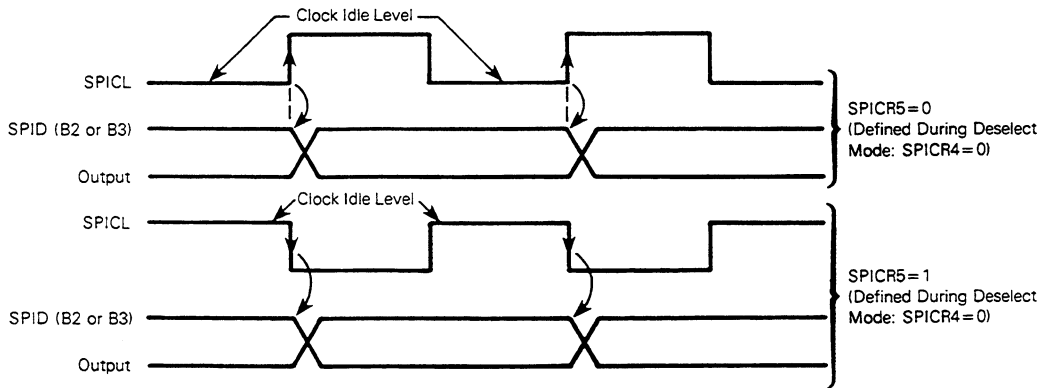 Clock Idle Level
SPICL
SPID (B2 or B3)
Output
SPICR5=0
(Defined During Deselect
Mode: SPICR4=0)
Clock Idle Level
SPICL
SPID (B2 or B3)
Output
SPICR5=1
(Defined During Deselect
Mode: SPICR4=0)